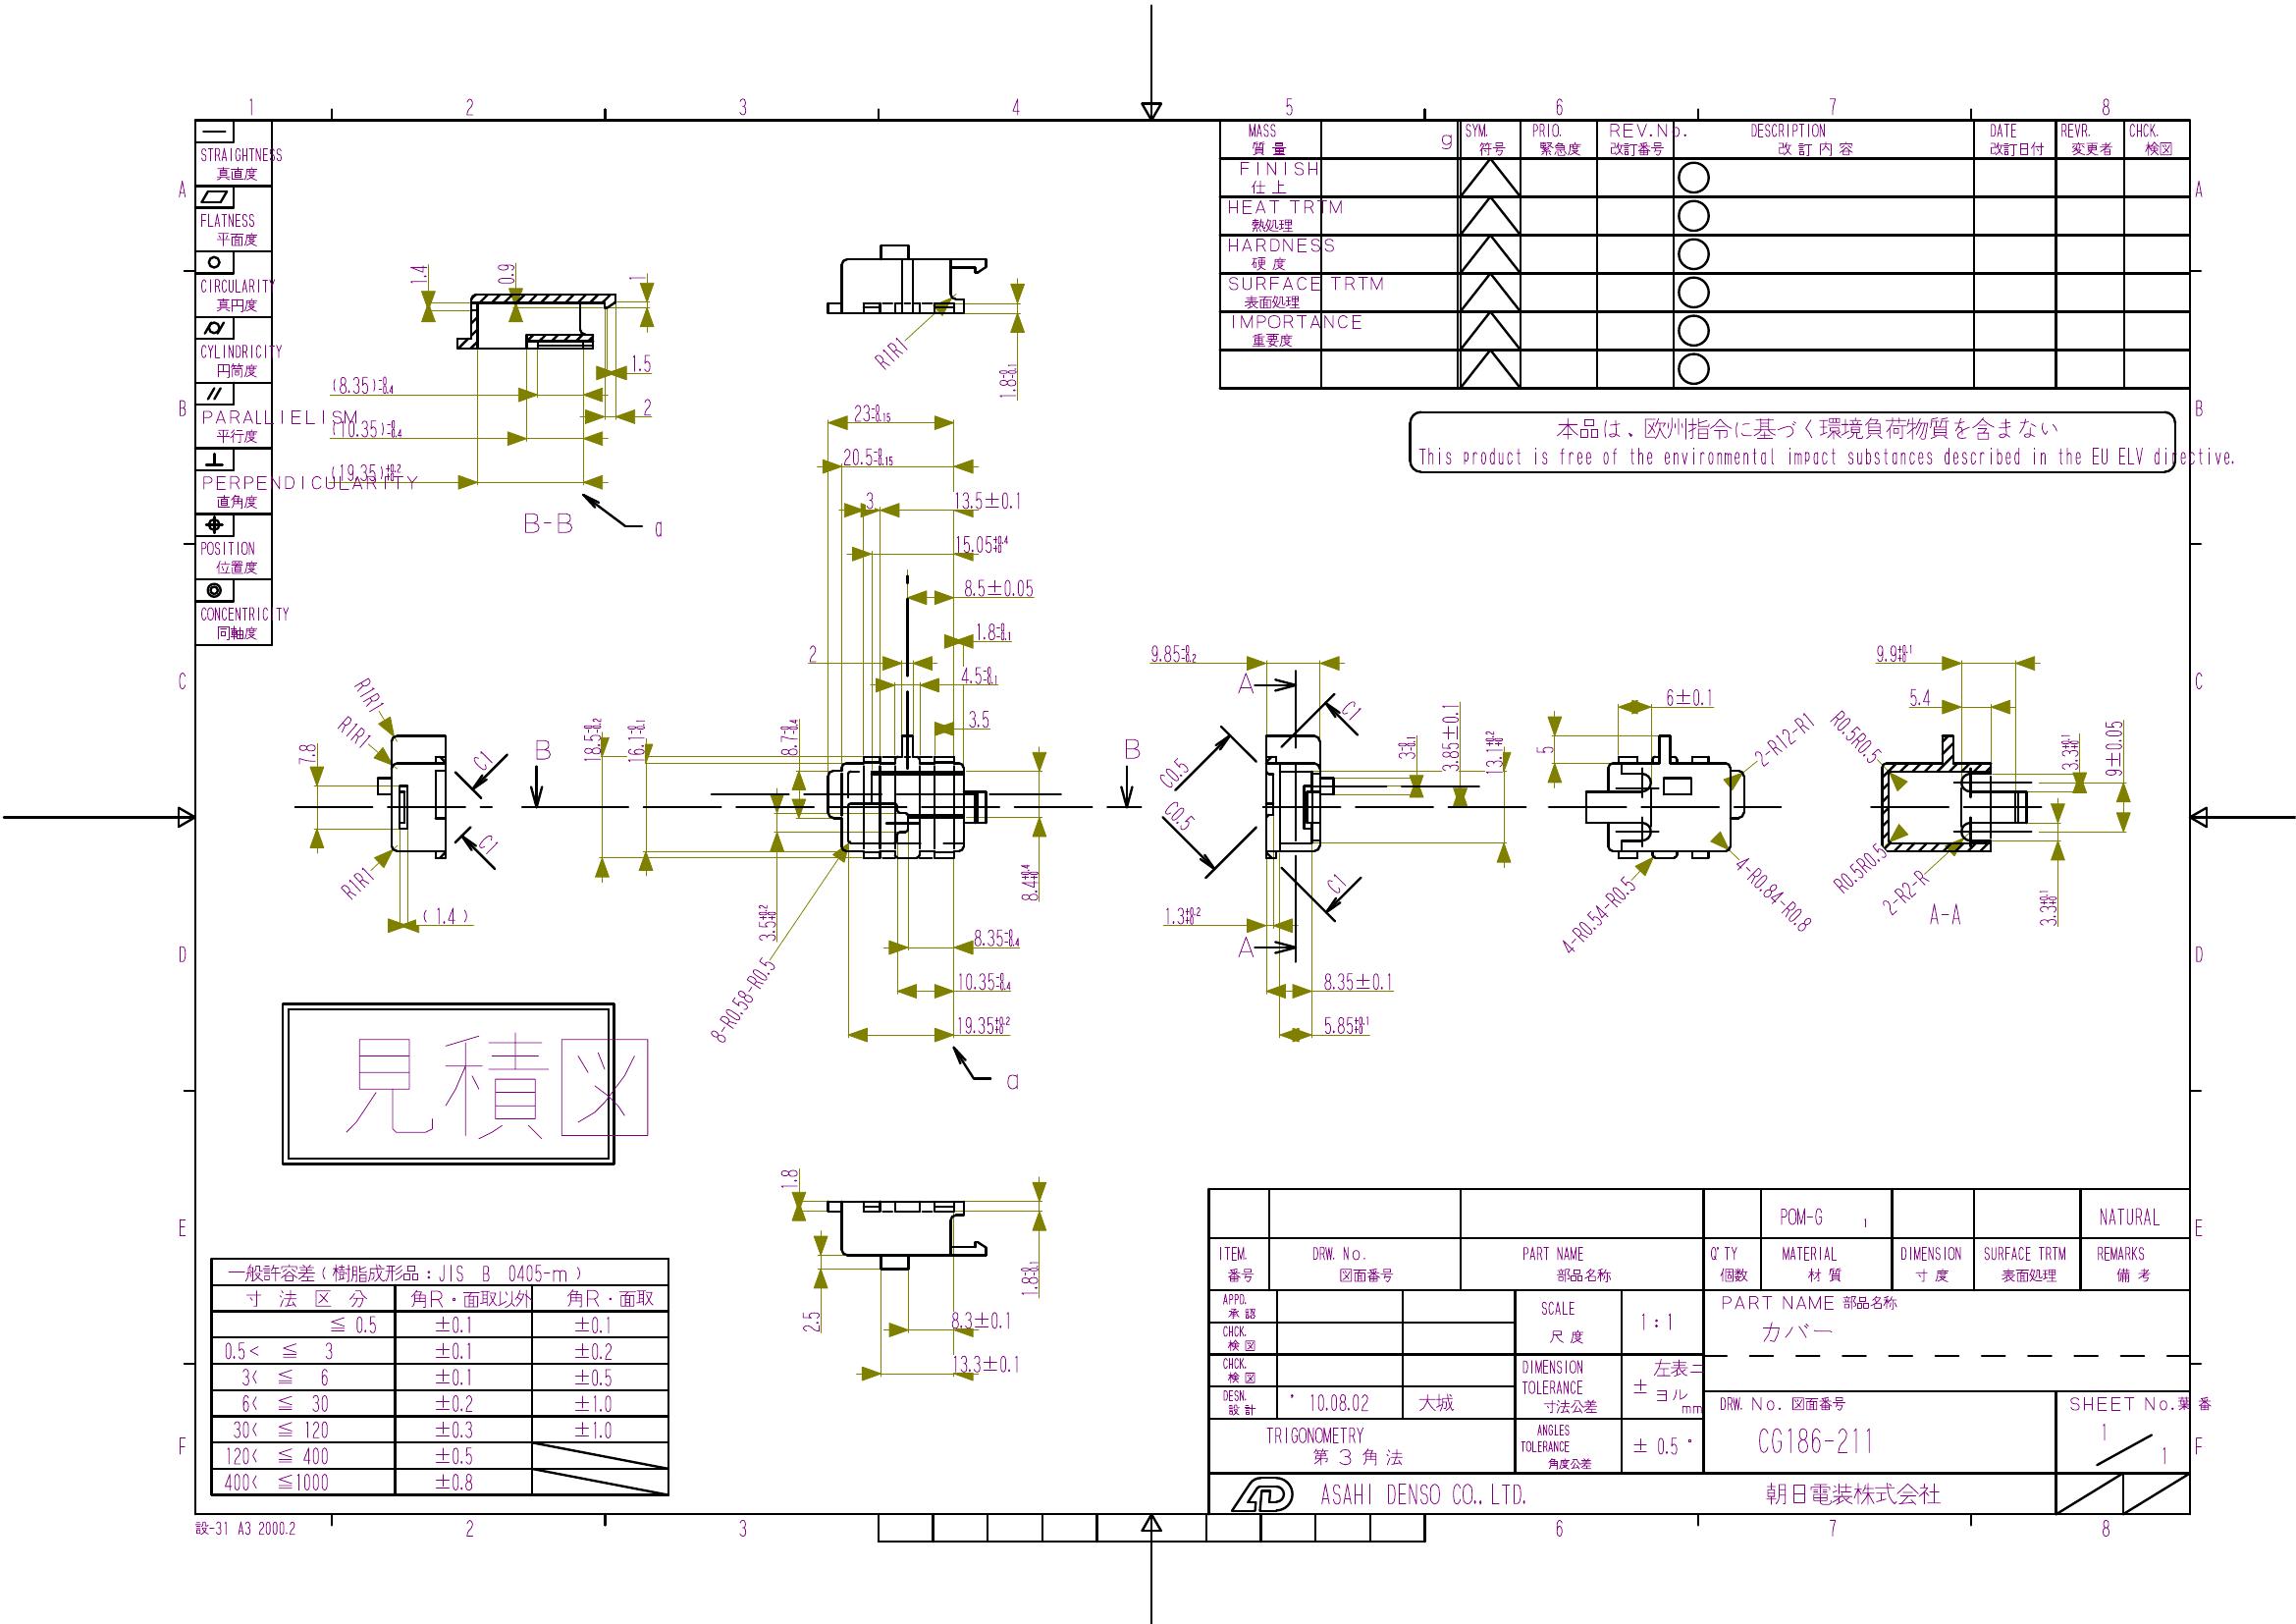 1 2 3 4 5 6 7 8
A B C D E F
STRAIGHTNESS
真直度
FLATNESS
平面度
CIRCULARITY
真円度
CYLINDRICITY
円筒度
PARALLIELISM
平行度
PERPENDICULARITY
直角度
POSITION
位置度
CONCENTRICITY
同軸度
MASS g SYM. PRIO. REV.No. DESCRIPTION DATE REVR. CHCK.
質量 符号 緊急度 改訂番号 改訂内容 改訂日付 変更者 検図
FINISH
仕上
HEAT TRTM
熱処理
HARDNESS
硬度
SURFACE TRTM
表面処理
IMPORTANCE
重要度
本品は、欧州指令に基づく環境負荷物質を含まない
This product is free of the environmental impact substances described in the EU ELV directive.
1.4
0.9
1
1.5
2
(8.35)
(10.35)
(19.35)
B-B
a
R1R1
1.8
23
20.5
3
13.5±0.1
15.05
8.5±0.05
1.8
2
4.5
3.5
18.5
16.1
8.7
B
B
8.4
3.5
8-R0.58-R0.5
8.35
10.35
19.35
a
R1R1
R1R1
7.8
C1
C1
R1R1
(1.4)
9.85
A
C1
C0.5
C0.5
3
3.85±0.1
13.1
C1
1.3
A
8.35±0.1
5.85
6±0.1
5
2-R12-R1
4-R0.54-R0.5
4-R0.84-R0.8
9.9
5.4
R0.5R0.5
3.3
9±0.05
R0.5R0.5
2-R2-R
3.3
A-A
見積図
1.8
2.5
1.8
8.3±0.1
13.3±0.1
一般許容差(樹脂成形品:JIS B 0405-m)
寸法区分 角R・面取以外 角R・面取
≦ 0.5 ±0.1 ±0.1
0.5< ≦ 3 ±0.1 ±0.2
3< ≦ 6 ±0.1 ±0.5
6< ≦ 30 ±0.2 ±1.0
30< ≦ 120 ±0.3 ±1.0
120< ≦ 400 ±0.5
400< ≦1000 ±0.8
POM-G 1 NATURAL
ITEM. DRW. No. PART NAME Q'TY MATERIAL DIMENSION SURFACE TRTM REMARKS
番号 図面番号 部品名称 個数 材質 寸度 表面処理 備考
APPD.
承認
CHCK.
検図
CHCK.
検図
DESN.
設計
'10.08.02 大城
SCALE
尺度
1:1
DIMENSION
TOLERANCE
寸法公差
± 左表ニ
ヨル
mm
ANGLES
TOLERANCE
角度公差
± 0.5°
TRIGONOMETRY
第3角法
PART NAME 部品名称
カバー
DRW. No. 図面番号
CG186-211
SHEET No.葉番
1
1
ASAHI DENSO CO., LTD. 朝日電装株式会社
設-31 A3 2000.2
2 3 6 7 8